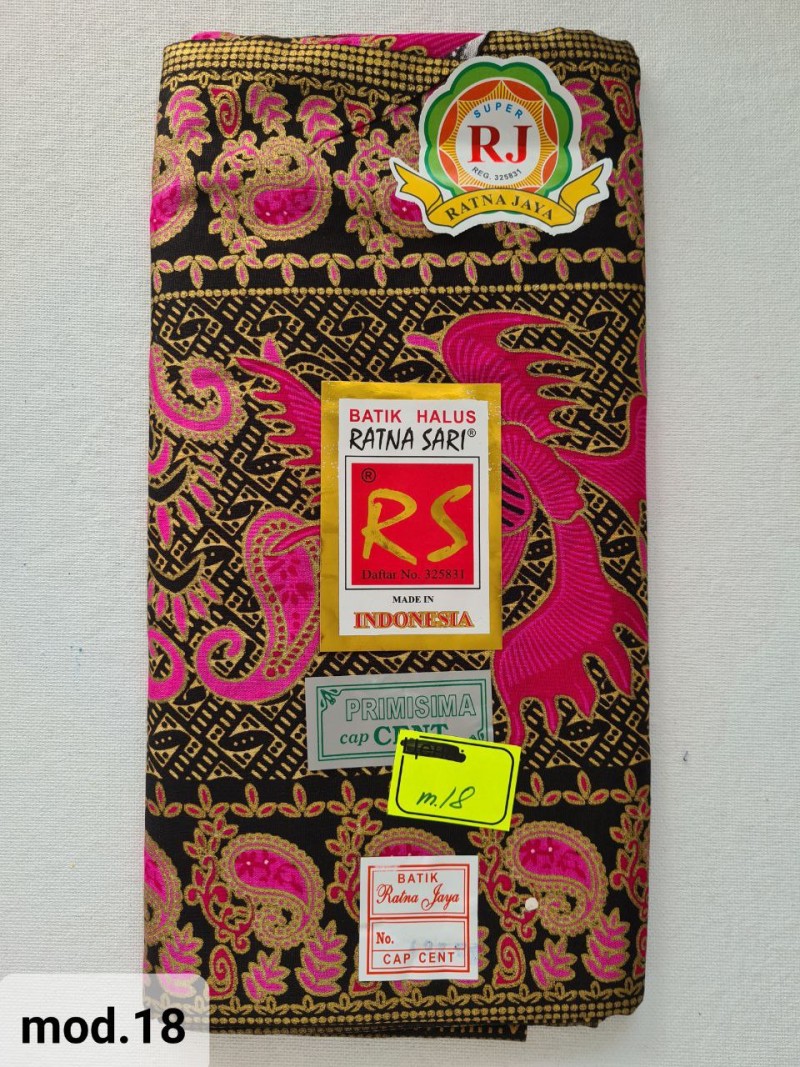 SUPER
RJ
REG. 325831
RATNA JAYA
BATIK HALUS
RATNA SARI®
®
RS
Daftar No. 325831
MADE IN
INDONESIA
PRIMISIMA
cap CENT
m.18
BATIK
Ratna Jaya
No.
CAP CENT
mod.18